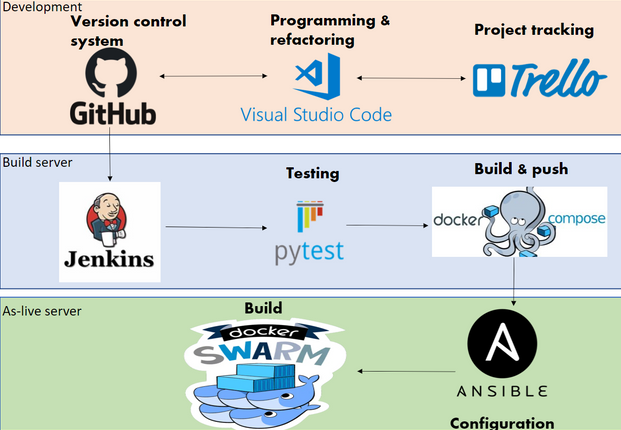 Development
Version control
system
Programming &
refactoring
Project tracking
GitHub
Visual Studio Code
Trello
Build server
Testing
Build & push
Jenkins
pytest
docker
compose
As-live server
Build
docker
SWARM
ANSIBLE
Configuration